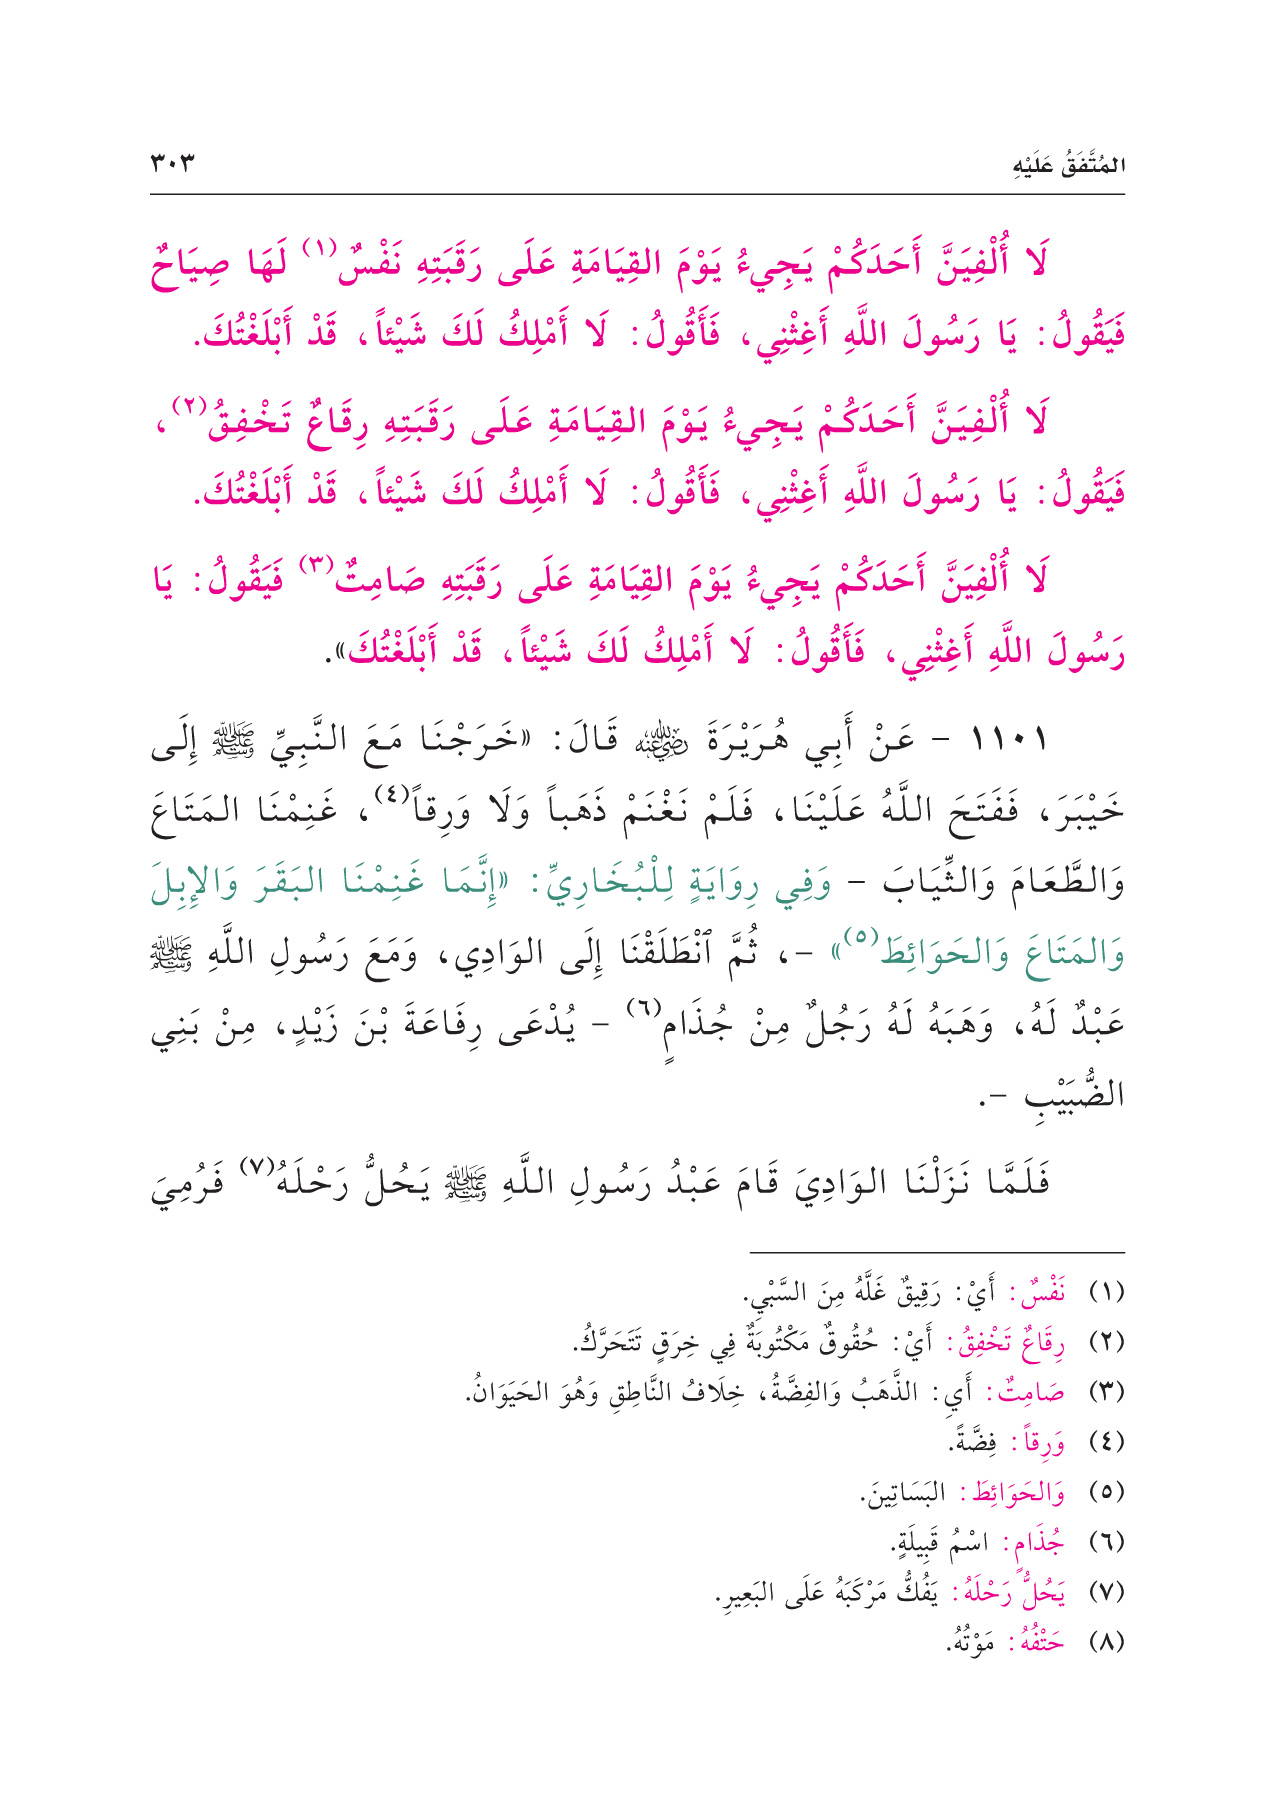 المُتَّفَقُ عَلَيْهِ ٣٠٣
لَا أُلْفِيَنَّ أَحَدَكُمْ يَجِيءُ يَوْمَ القِيَامَةِ عَلَى رَقَبَتِهِ نَفْسٌ(١) لَهَا صِيَاحٌ
فَيَقُولُ: يَا رَسُولَ اللَّهِ أَغِثْنِي، فَأَقُولُ: لَا أَمْلِكُ لَكَ شَيْئاً، قَدْ أَبْلَغْتُكَ.
لَا أُلْفِيَنَّ أَحَدَكُمْ يَجِيءُ يَوْمَ القِيَامَةِ عَلَى رَقَبَتِهِ رِقَاعٌ تَخْفِقُ(٢)،
فَيَقُولُ: يَا رَسُولَ اللَّهِ أَغِثْنِي، فَأَقُولُ: لَا أَمْلِكُ لَكَ شَيْئاً، قَدْ أَبْلَغْتُكَ.
لَا أُلْفِيَنَّ أَحَدَكُمْ يَجِيءُ يَوْمَ القِيَامَةِ عَلَى رَقَبَتِهِ صَامِتٌ(٣) فَيَقُولُ: يَا
رَسُولَ اللَّهِ أَغِثْنِي، فَأَقُولُ: لَا أَمْلِكُ لَكَ شَيْئاً، قَدْ أَبْلَغْتُكَ».
١١٠١ - عَنْ أَبِي هُرَيْرَةَ رضي الله عنه قَالَ: «خَرَجْنَا مَعَ النَّبِيِّ ﷺ إِلَى
خَيْبَرَ، فَفَتَحَ اللَّهُ عَلَيْنَا، فَلَمْ نَغْنَمْ ذَهَباً وَلَا وَرِقاً(٤)، غَنِمْنَا المَتَاعَ
وَالطَّعَامَ وَالثِّيَابَ - وَفِي رِوَايَةٍ لِلْبُخَارِيِّ: «إِنَّمَا غَنِمْنَا البَقَرَ وَالإِبِلَ
وَالمَتَاعَ وَالحَوَائِطَ(٥)» -، ثُمَّ ٱنْطَلَقْنَا إِلَى الوَادِي، وَمَعَ رَسُولِ اللَّهِ ﷺ
عَبْدٌ لَهُ، وَهَبَهُ لَهُ رَجُلٌ مِنْ جُذَامٍ(٦) - يُدْعَى رِفَاعَةَ بْنَ زَيْدٍ، مِنْ بَنِي
الضُّبَيْبِ -.
فَلَمَّا نَزَلْنَا الوَادِيَ قَامَ عَبْدُ رَسُولِ اللَّهِ ﷺ يَحُلُّ رَحْلَهُ(٧) فَرُمِيَ
(١) نَفْسٌ: أَيْ: رَقِيقٌ غَلَّهُ مِنَ السَّبْيِ.
(٢) رِقَاعٌ تَخْفِقُ: أَيْ: حُقُوقٌ مَكْتُوبَةٌ فِي خِرَقٍ تَتَحَرَّكُ.
(٣) صَامِتٌ: أَيِ: الذَّهَبُ وَالفِضَّةُ، خِلَافُ النَّاطِقِ وَهُوَ الحَيَوَانُ.
(٤) وَرِقاً: فِضَّةً.
(٥) وَالحَوَائِطَ: البَسَاتِينَ.
(٦) جُذَامٍ: اسْمُ قَبِيلَةٍ.
(٧) يَحُلُّ رَحْلَهُ: يَفُكُّ مَرْكَبَهُ عَلَى البَعِيرِ.
(٨) حَتْفُهُ: مَوْتُهُ.